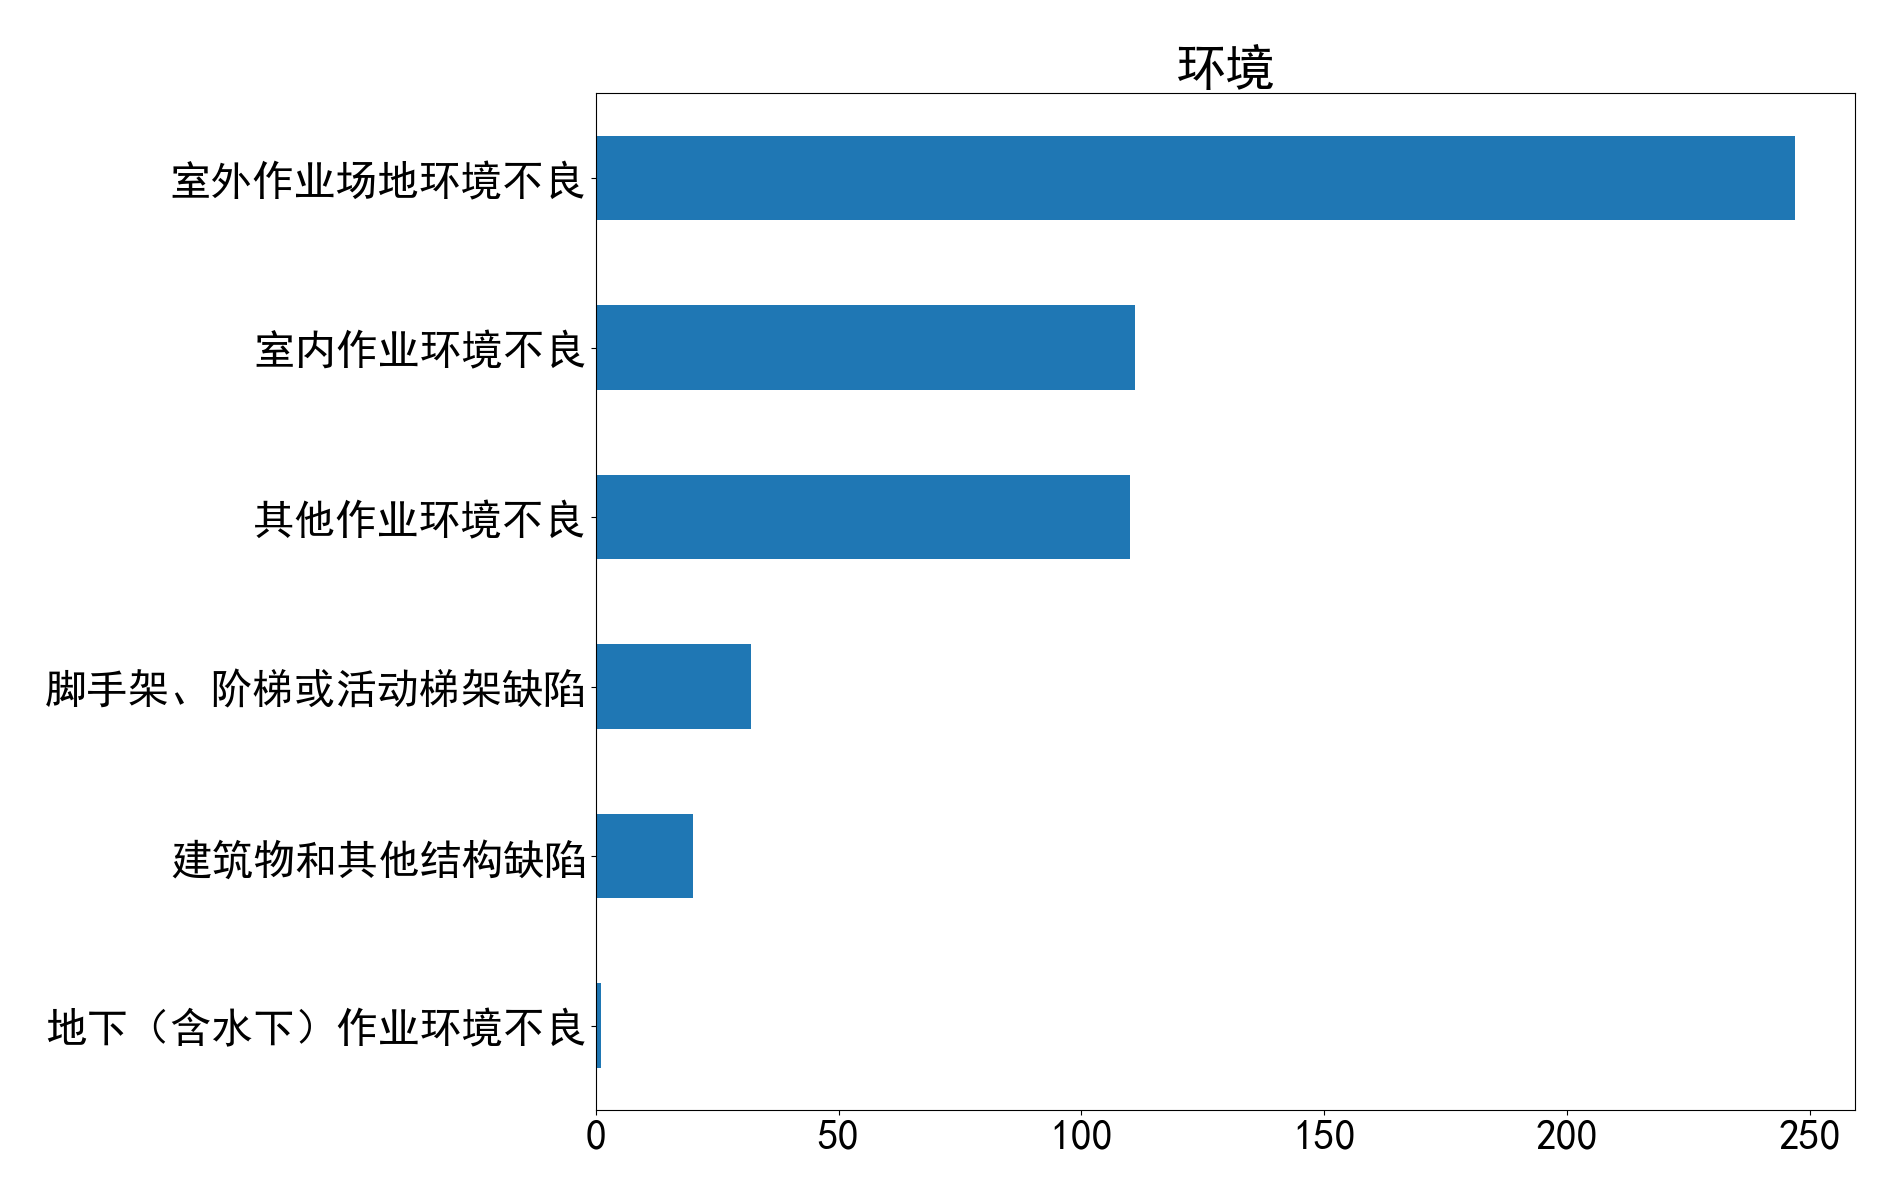 环境
室外作业场地环境不良
室内作业环境不良
其他作业环境不良
脚手架、阶梯或活动梯架缺陷
建筑物和其他结构缺陷
地下（含水下）作业环境不良
0 50 100 150 200 250